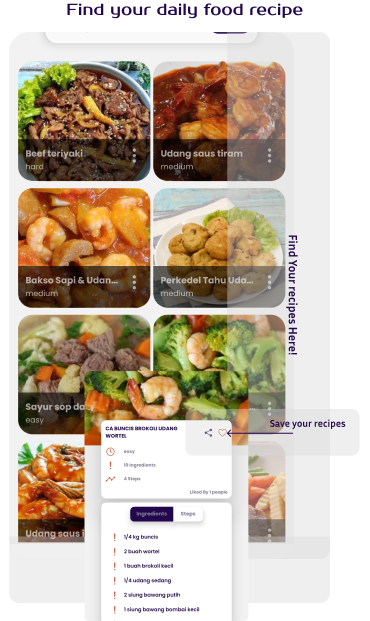 Find your daily food recipe
Beef teriyaki
hard
Udang saus tiram
medium
Bakso Sapi & Udan...
medium
Perkedel Tahu Uda...
medium
Find Your recipes Here!
Sayur sop da
easy
Udang saus
CA BUNCIS BROKOLI UDANG
WORTEL
Save your recipes
easy
10 Ingredients
4 Steps
Liked By 1 people
Ingredients
Steps
1/4 kg buncis
2 buah wortel
1 buah brokoli kecil
1/4 udang sedang
2 siung bawang putih
1 siung bawang bombai kecil